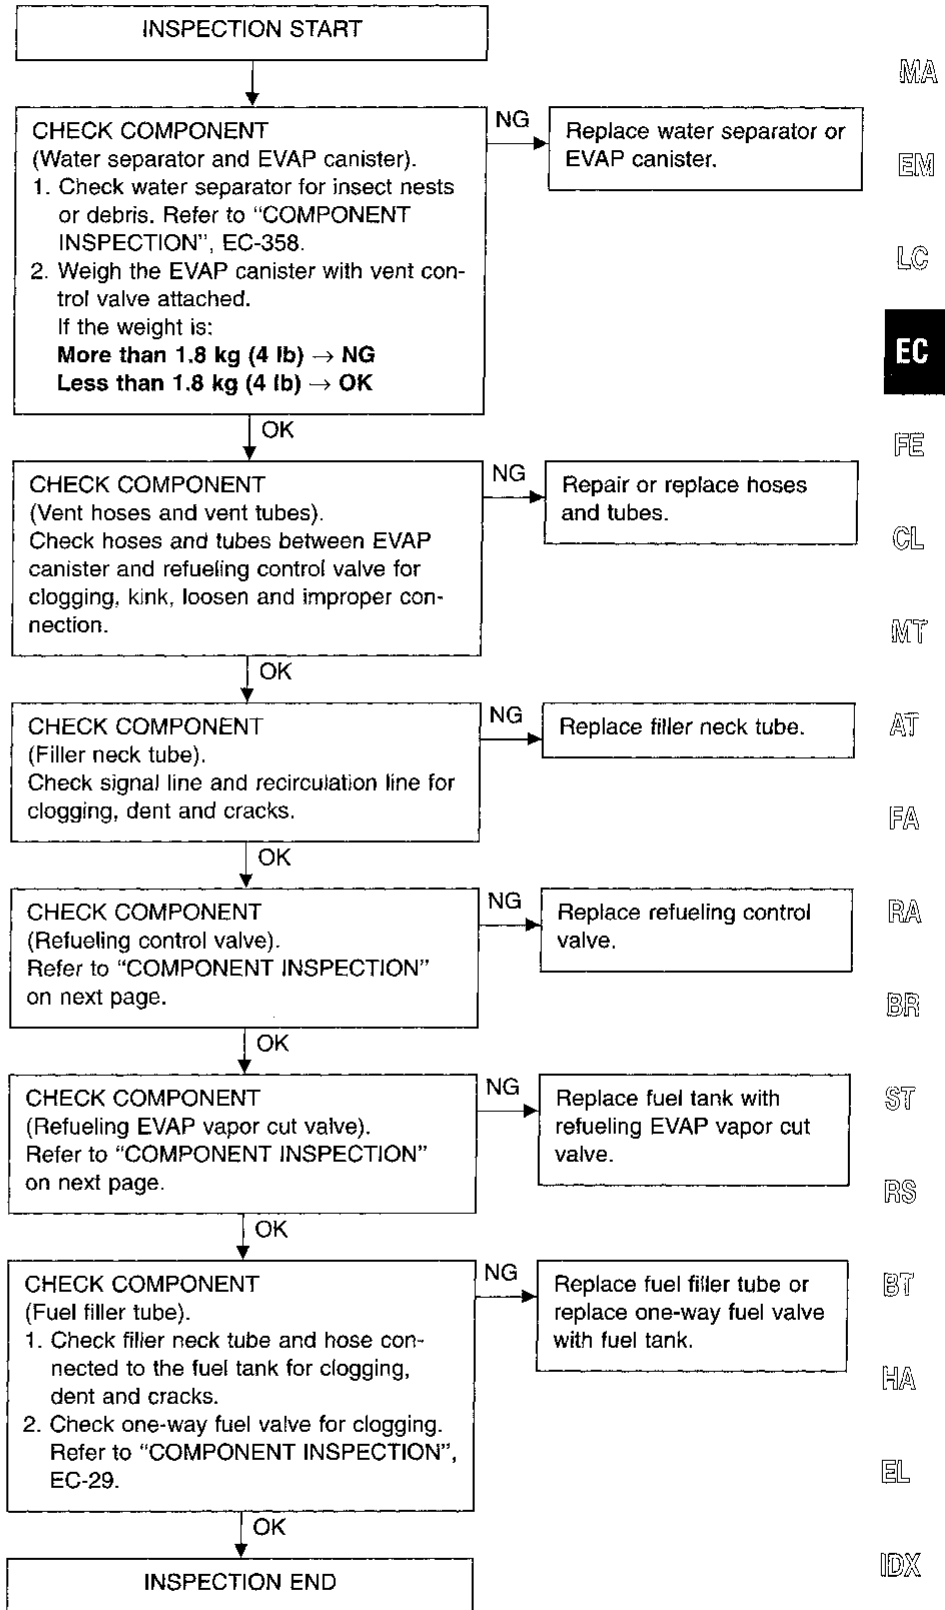 INSPECTION START
CHECK COMPONENT
(Water separator and EVAP canister).
1. Check water separator for insect nests
or debris. Refer to “COMPONENT
INSPECTION”, EC-358.
2. Weigh the EVAP canister with vent con-
trol valve attached.
If the weight is:
More than 1.8 kg (4 lb) → NG
Less than 1.8 kg (4 lb) → OK
NG
Replace water separator or
EVAP canister.
OK
CHECK COMPONENT
(Vent hoses and vent tubes).
Check hoses and tubes between EVAP
canister and refueling control valve for
clogging, kink, loosen and improper con-
nection.
NG
Repair or replace hoses
and tubes.
OK
CHECK COMPONENT
(Filler neck tube).
Check signal line and recirculation line for
clogging, dent and cracks.
NG
Replace filler neck tube.
OK
CHECK COMPONENT
(Refueling control valve).
Refer to “COMPONENT INSPECTION”
on next page.
NG
Replace refueling control
valve.
OK
CHECK COMPONENT
(Refueling EVAP vapor cut valve).
Refer to “COMPONENT INSPECTION”
on next page.
NG
Replace fuel tank with
refueling EVAP vapor cut
valve.
OK
CHECK COMPONENT
(Fuel filler tube).
1. Check filler neck tube and hose con-
nected to the fuel tank for clogging,
dent and cracks.
2. Check one-way fuel valve for clogging.
Refer to “COMPONENT INSPECTION”,
EC-29.
NG
Replace fuel filler tube or
replace one-way fuel valve
with fuel tank.
OK
INSPECTION END
MA
EM
LC
EC
FE
CL
MT
AT
FA
RA
BR
ST
RS
BT
HA
EL
IDX